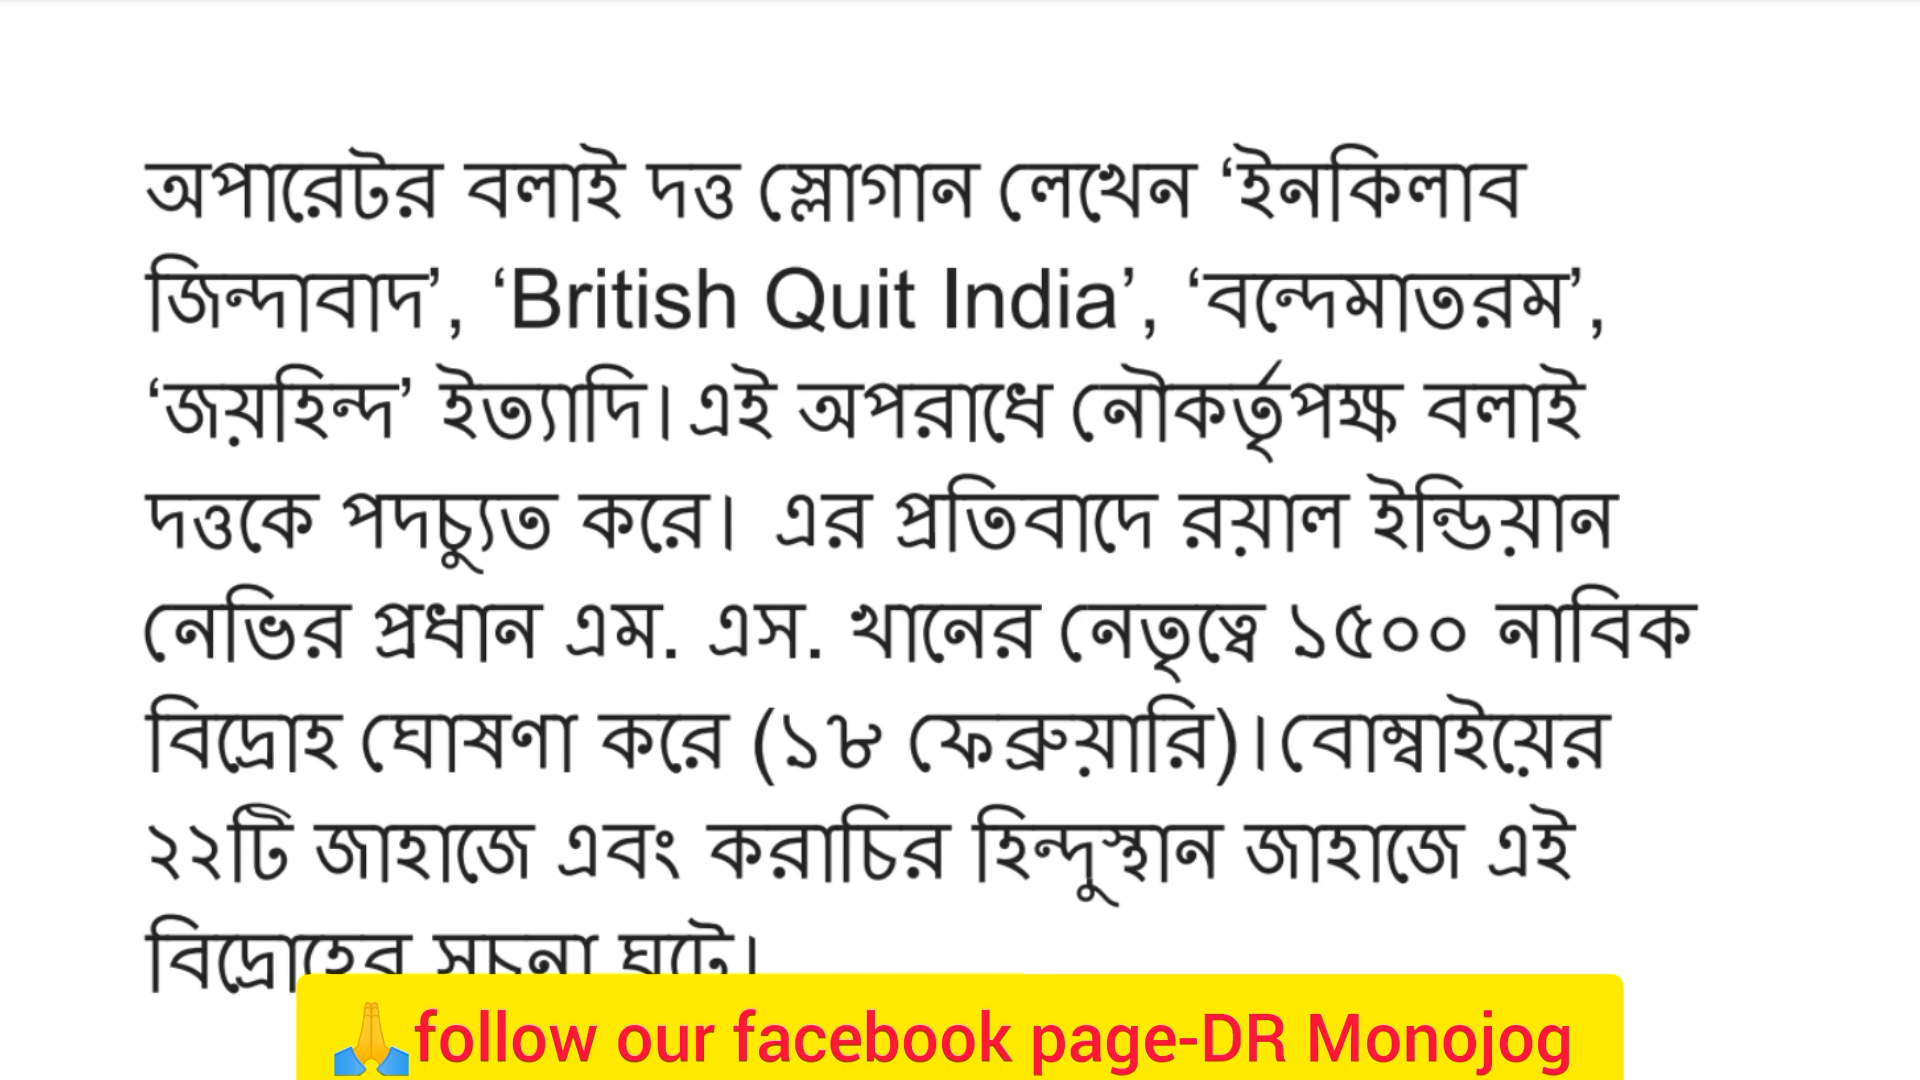 অপারেটর বলাই দত্ত স্লোগান লেখেন ‘ইনকিলাব
জিন্দাবাদ’, ‘British Quit India’, ‘বন্দেমাতরম’,
‘জয়হিন্দ’ ইত্যাদি। এই অপরাধে নৌকর্তৃপক্ষ বলাই
দত্তকে পদচ্যুত করে। এর প্রতিবাদে রয়াল ইন্ডিয়ান
নেভির প্রধান এম. এস. খানের নেতৃত্বে ১৫০০ নাবিক
বিদ্রোহ ঘোষণা করে (১৮ ফেব্রুয়ারি)। বোম্বাইয়ের
২২টি জাহাজে এবং করাচির হিন্দুস্থান জাহাজে এই
বিদ্রোহের সূচনা ঘটে।
🙏follow our facebook page-DR Monojog